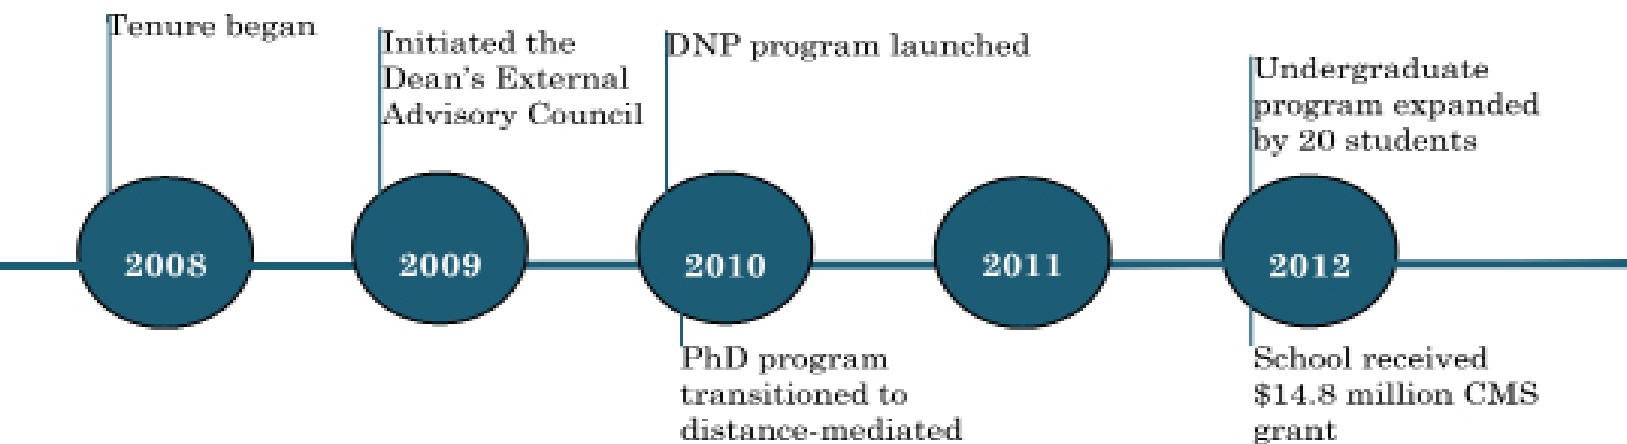 Tenure began
Initiated the
Dean's External
Advisory Council
DNP program launched
Undergraduate
program expanded
by 20 students
2008
2009
2010
2011
2012
PhD program
transitioned to
distance-mediated
School received
$14.8 million CMS
grant